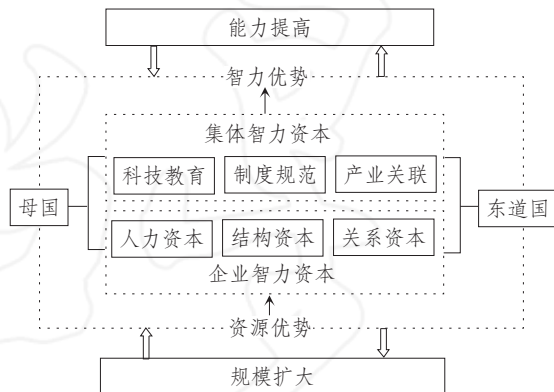 能力提高
智力优势
集体智力资本
科技教育 制度规范 产业关联
母国 东道国
人力资本 结构资本 关系资本
企业智力资本
资源优势
规模扩大